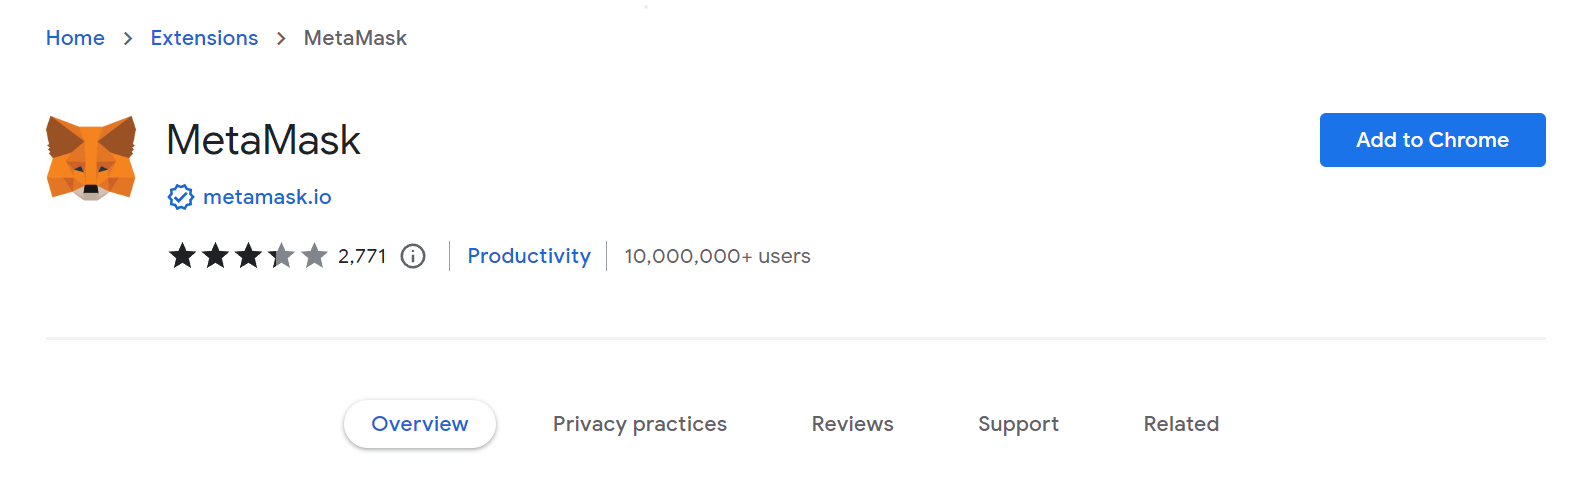 Home > Extensions > MetaMask
MetaMask
Add to Chrome
metamask.io
2,771 Productivity 10,000,000+ users
Overview Privacy practices Reviews Support Related